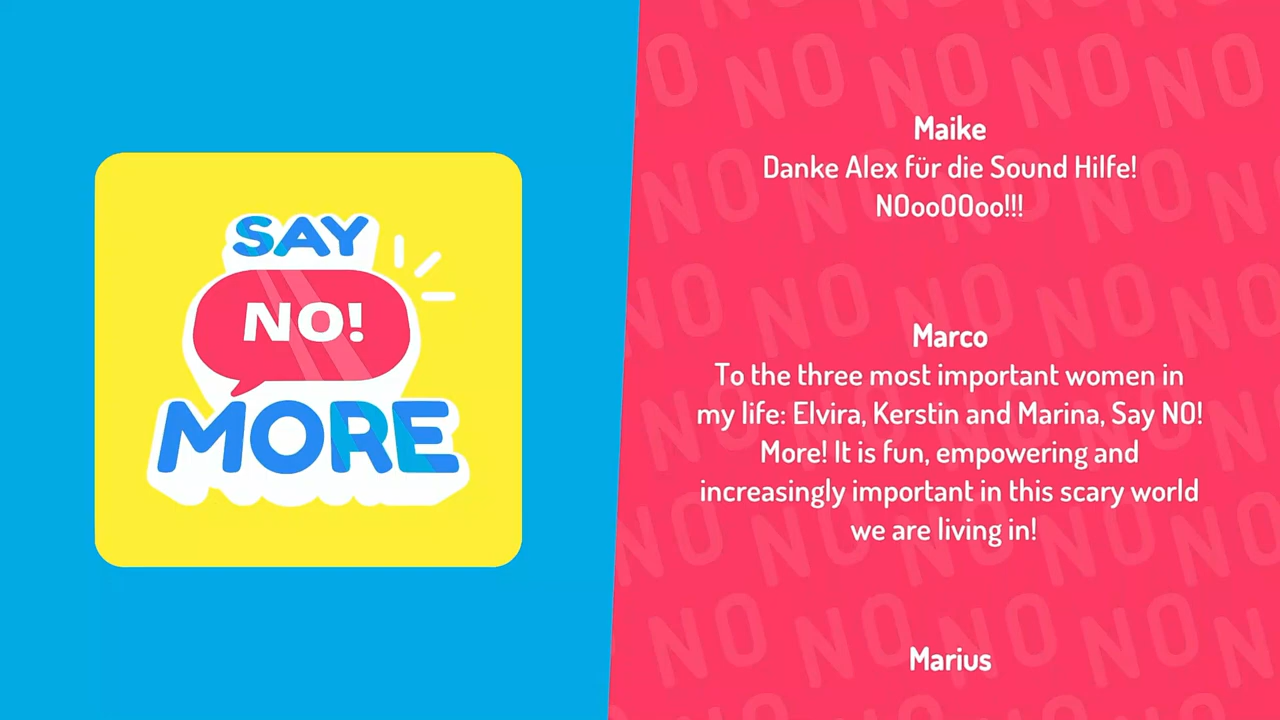 SAY
NO!
MORE
Maike
Danke Alex für die Sound Hilfe!
NOooOOoo!!!
Marco
To the three most important women in
my life: Elvira, Kerstin and Marina, Say NO!
More! It is fun, empowering and
increasingly important in this scary world
we are living in!
Marius